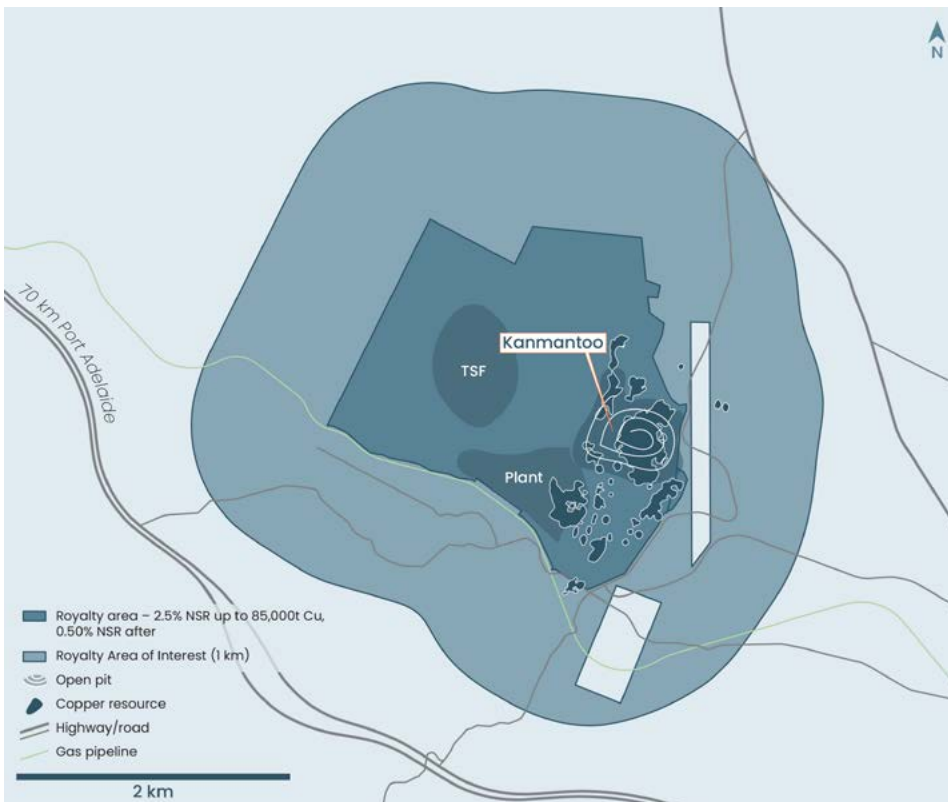 N
70 km Port Adelaide
Kanmantoo
TSF
Plant
Royalty area – 2.5% NSR up to 85,000t Cu,
0.50% NSR after
Royalty Area of Interest (1 km)
Open pit
Copper resource
Highway/road
Gas pipeline
2 km